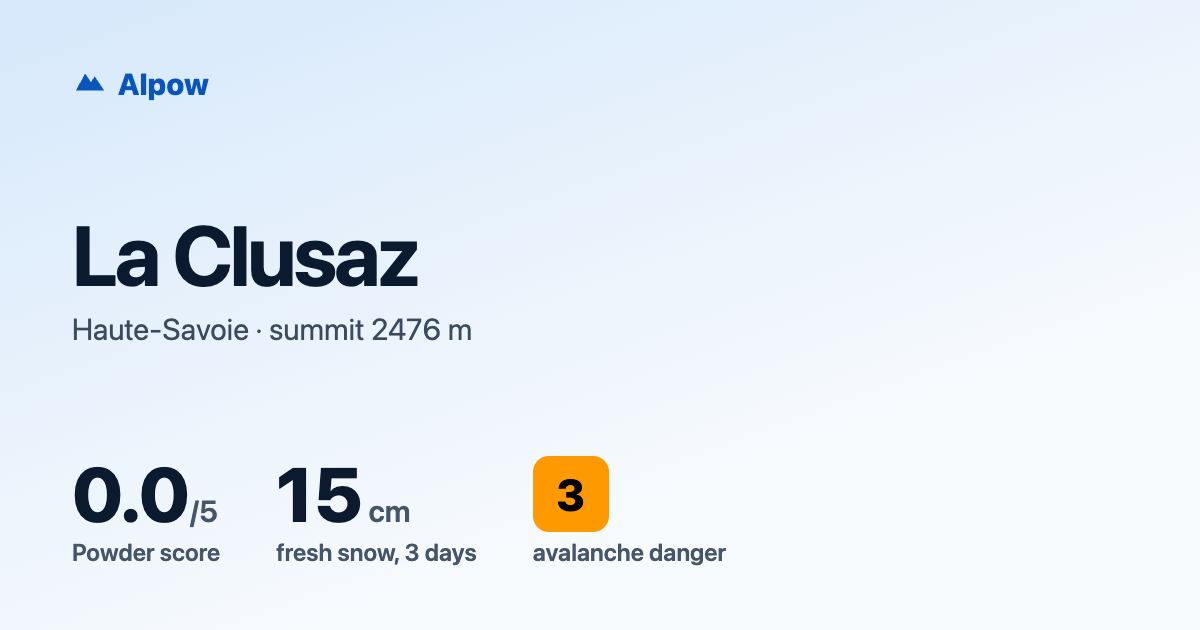 Alpow
La Clusaz
Haute-Savoie · summit 2476 m
0.0/5
Powder score
15 cm
fresh snow, 3 days
3
avalanche danger